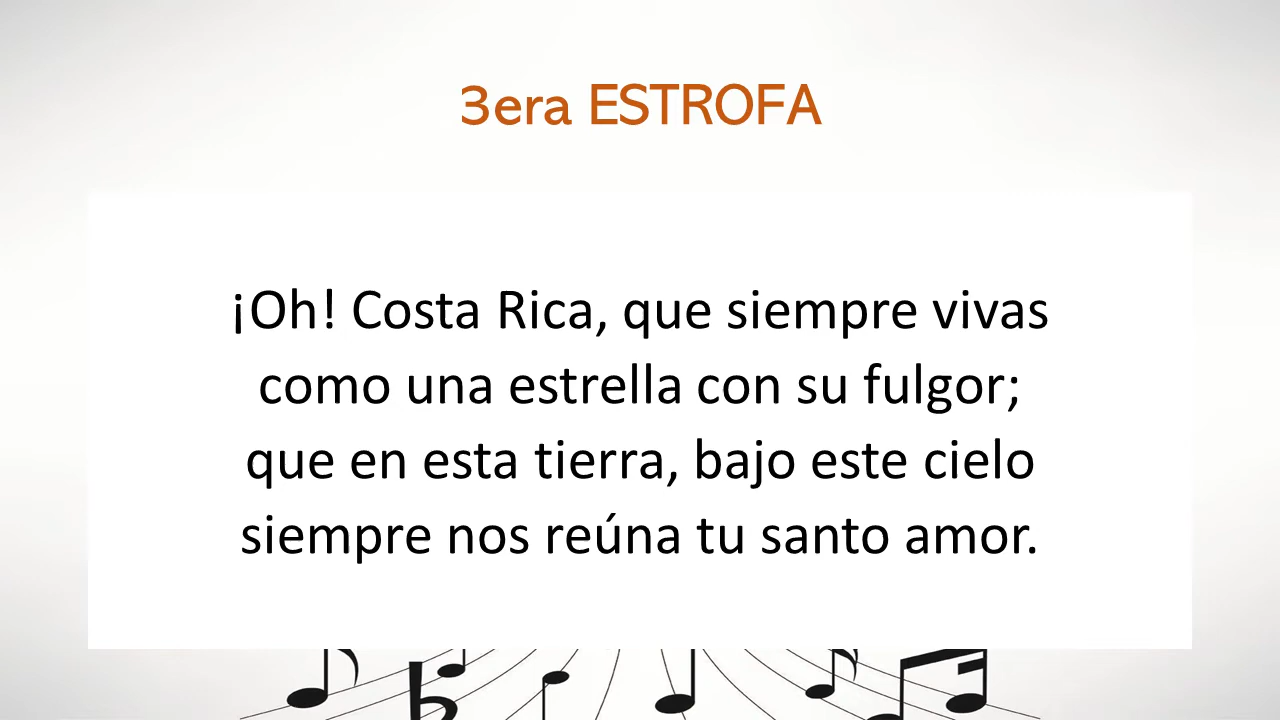 3era ESTROFA
¡Oh! Costa Rica, que siempre vivas
como una estrella con su fulgor;
que en esta tierra, bajo este cielo
siempre nos reúna tu santo amor.